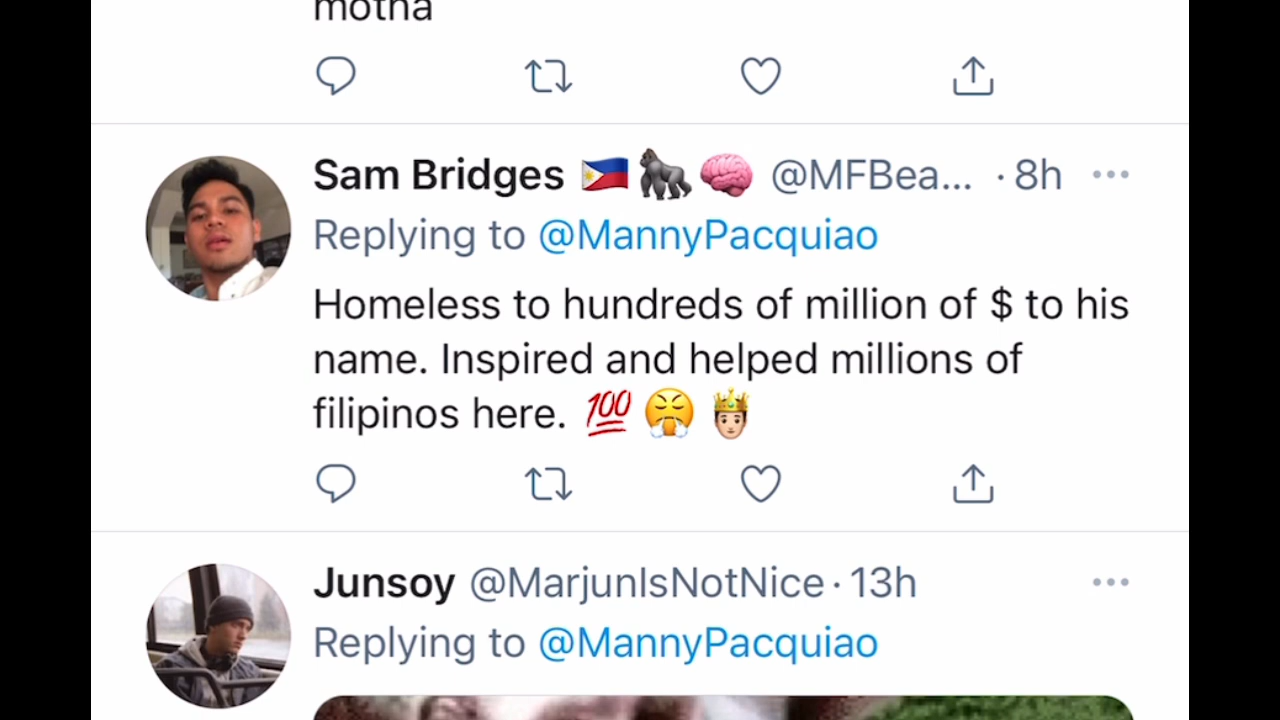 motha
Sam Bridges 🇵🇭🦍🧠 @MFBea... · 8h
Replying to @MannyPacquiao
Homeless to hundreds of million of $ to his
name. Inspired and helped millions of
filipinos here. 💯😤🤴
Junsoy @MarjunIsNotNice · 13h
Replying to @MannyPacquiao